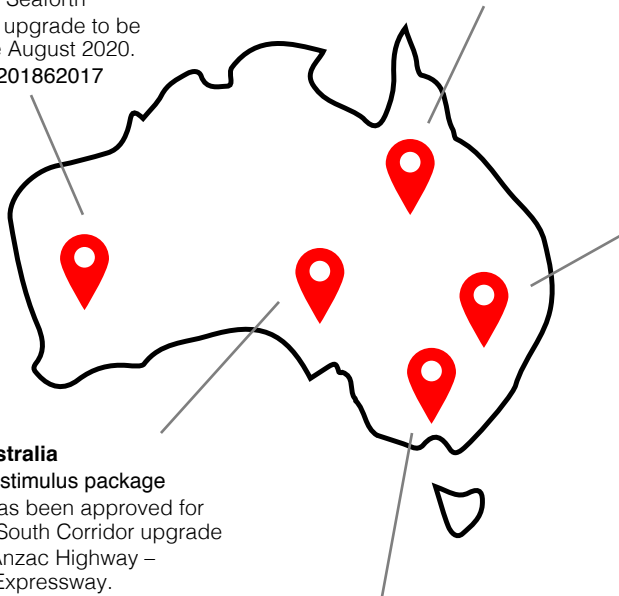 Seaforth
upgrade to be
August 2020.
201862017
stralia
stimulus package
as been approved for
South Corridor upgrade
nzac Highway –
Expressway.